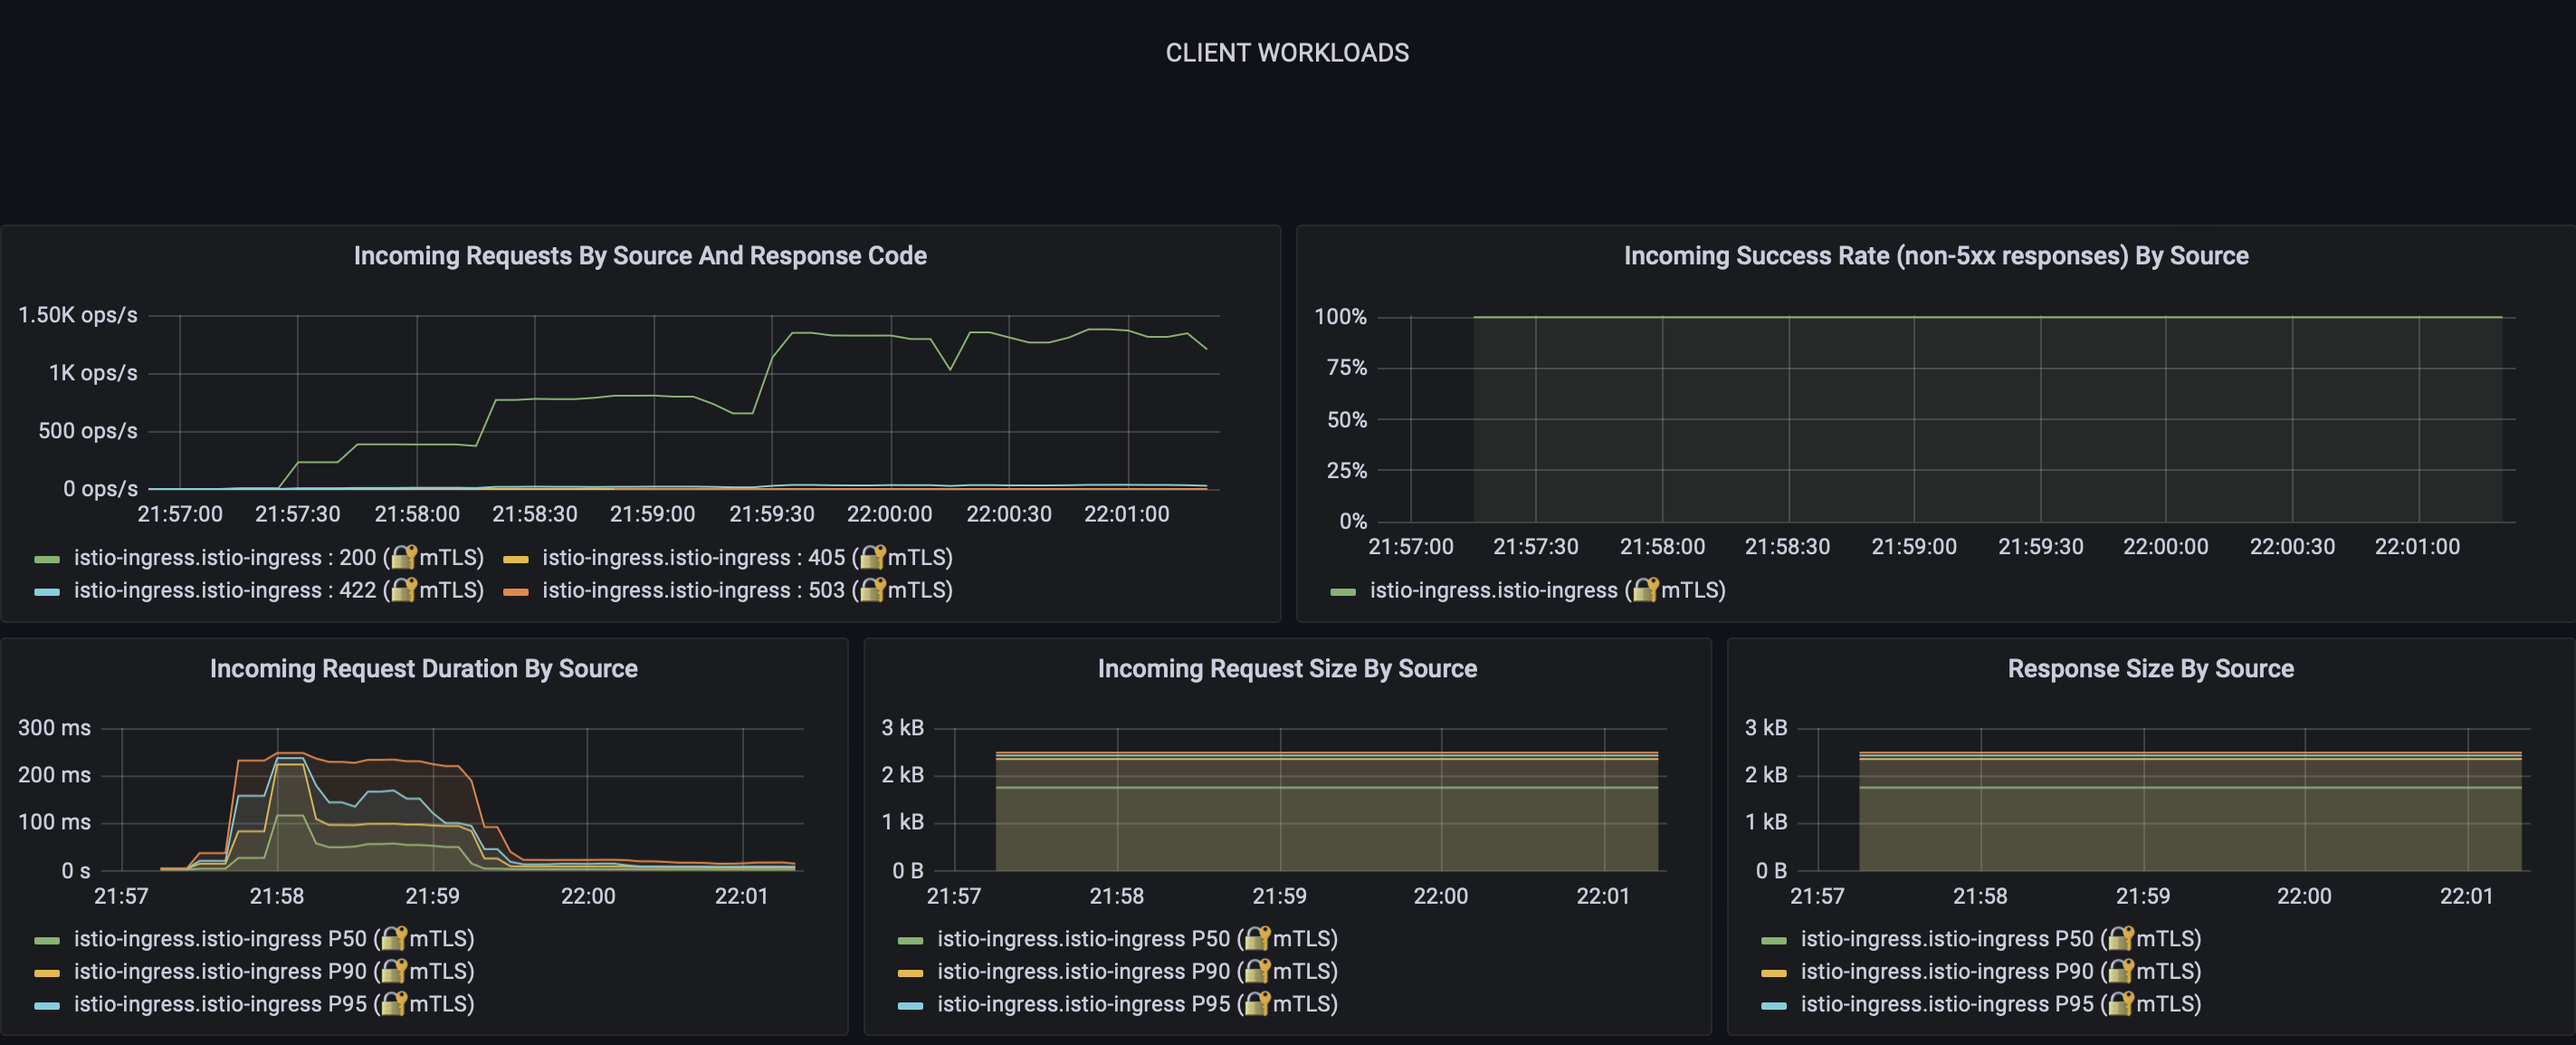 CLIENT WORKLOADS
Incoming Requests By Source And Response Code
1.50K ops/s
1K ops/s
500 ops/s
0 ops/s
21:57:00 21:57:30 21:58:00 21:58:30 21:59:00 21:59:30 22:00:00 22:00:30 22:01:00
istio-ingress.istio-ingress : 200 (🔐mTLS) istio-ingress.istio-ingress : 405 (🔐mTLS)
istio-ingress.istio-ingress : 422 (🔐mTLS) istio-ingress.istio-ingress : 503 (🔐mTLS)
Incoming Success Rate (non-5xx responses) By Source
100%
75%
50%
25%
0%
21:57:00 21:57:30 21:58:00 21:58:30 21:59:00 21:59:30 22:00:00 22:00:30 22:01:00
istio-ingress.istio-ingress (🔐mTLS)
Incoming Request Duration By Source
300 ms
200 ms
100 ms
0 s
21:57 21:58 21:59 22:00 22:01
istio-ingress.istio-ingress P50 (🔐mTLS)
istio-ingress.istio-ingress P90 (🔐mTLS)
istio-ingress.istio-ingress P95 (🔐mTLS)
Incoming Request Size By Source
3 kB
2 kB
1 kB
0 B
21:57 21:58 21:59 22:00 22:01
istio-ingress.istio-ingress P50 (🔐mTLS)
istio-ingress.istio-ingress P90 (🔐mTLS)
istio-ingress.istio-ingress P95 (🔐mTLS)
Response Size By Source
3 kB
2 kB
1 kB
0 B
21:57 21:58 21:59 22:00 22:01
istio-ingress.istio-ingress P50 (🔐mTLS)
istio-ingress.istio-ingress P90 (🔐mTLS)
istio-ingress.istio-ingress P95 (🔐mTLS)